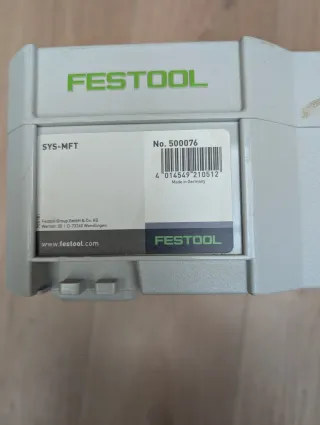 FESTOOL
SYS-MFT
No. 500076
4 014549 210512
Made in Germany
Festool Group GmbH & Co. KG
Wertstr. 20 | D-73240 Wendlingen
www.festool.com
FESTOOL